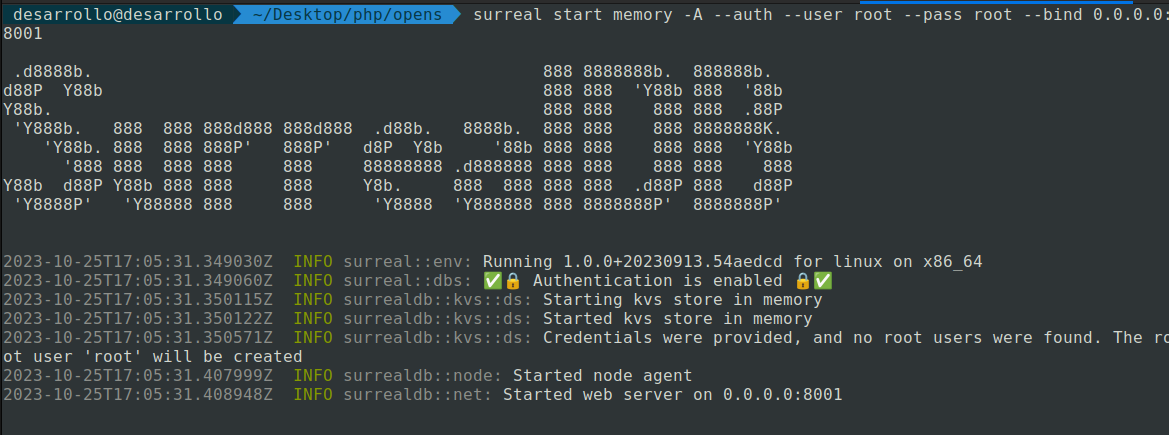 desarrollo@desarrollo ~/Desktop/php/opens surreal start memory -A --auth --user root --pass root --bind 0.0.0.0:
8001
 .d8888b.                                             888 8888888b.  888888b.
d88P  Y88b                                            888 888  'Y88b 888  '88b
Y88b.                                                 888 888    888 888  .88P
 'Y888b.   888  888 888d888 888d888  .d88b.   8888b.  888 888    888 8888888K.
    'Y88b. 888  888 888P'   888P'   d8P  Y8b     '88b 888 888    888 888  'Y88b
      '888 888  888 888     888     88888888 .d888888 888 888    888 888    888
Y88b  d88P Y88b 888 888     888     Y8b.     888  888 888 888  .d88P 888   d88P
 'Y8888P'   'Y88888 888     888      'Y8888  'Y888888 888 8888888P'  8888888P'
2023-10-25T17:05:31.349030Z  INFO surreal::env: Running 1.0.0+20230913.54aedcd for linux on x86_64
2023-10-25T17:05:31.349060Z  INFO surreal::dbs: ✅🔒 Authentication is enabled 🔒✅
2023-10-25T17:05:31.350115Z  INFO surrealdb::kvs::ds: Starting kvs store in memory
2023-10-25T17:05:31.350122Z  INFO surrealdb::kvs::ds: Started kvs store in memory
2023-10-25T17:05:31.350571Z  INFO surrealdb::kvs::ds: Credentials were provided, and no root users were found. The ro
ot user 'root' will be created
2023-10-25T17:05:31.407999Z  INFO surrealdb::node: Started node agent
2023-10-25T17:05:31.408948Z  INFO surrealdb::net: Started web server on 0.0.0.0:8001